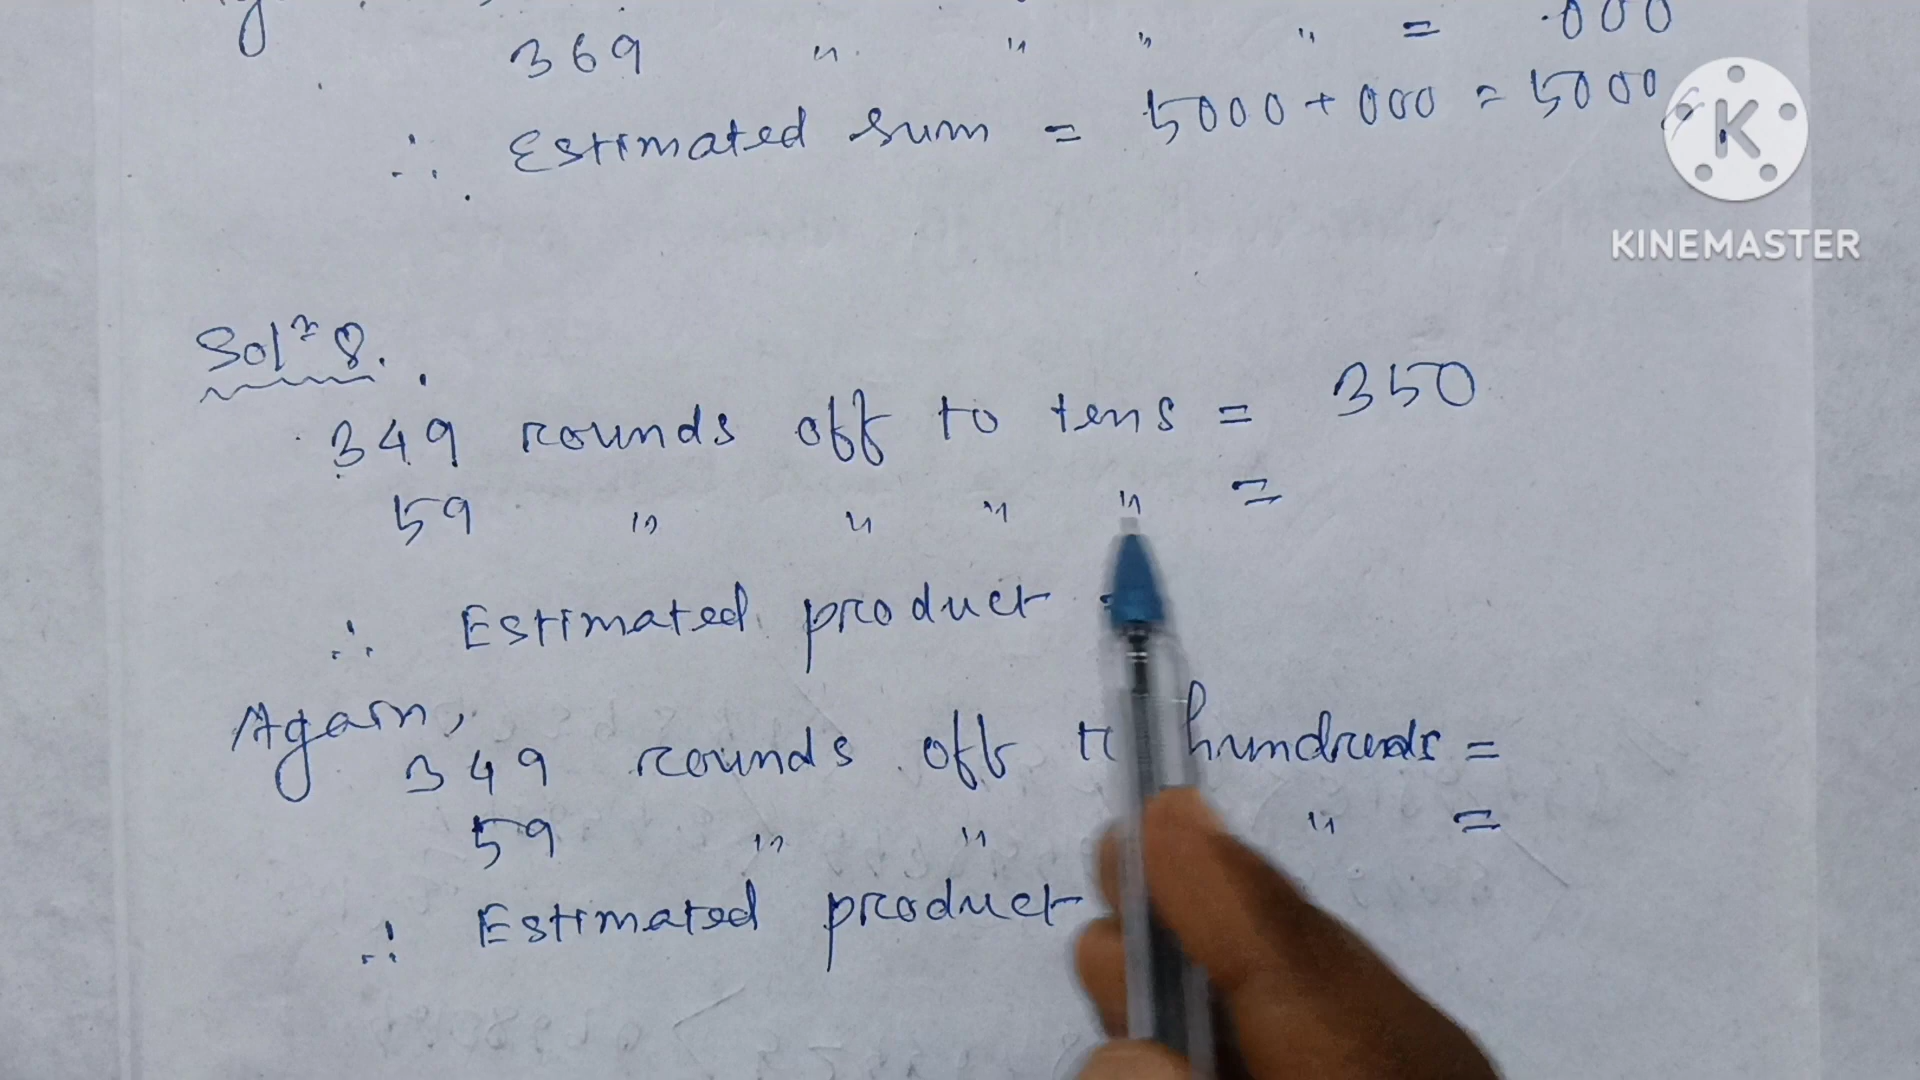 369 " " " " = 000
∴ Estimated sum = 5000 + 000 = 5000
KINEMASTER
Solⁿ 8.
349 rounds off to tens = 350
59 " " " " =
∴ Estimated product
Again,
349 rounds off to hundreds =
59 " " " =
∴ Estimated product